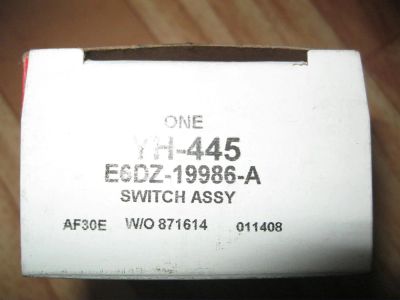 ONE
YH-445
E6DZ-19986-A
SWITCH ASSY
AF30E W/O 871614 011408